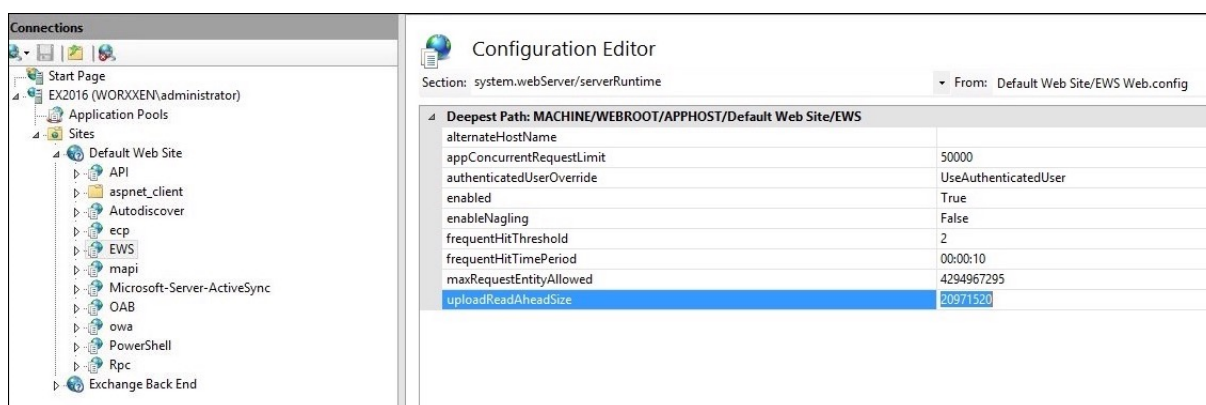 Connections
Start Page
EX2016 (WORXXEN\administrator)
Application Pools
Sites
Default Web Site
API
aspnet_client
Autodiscover
ecp
EWS
mapi
Microsoft-Server-ActiveSync
OAB
owa
PowerShell
Rpc
Exchange Back End
Configuration Editor
Section: system.webServer/serverRuntime From: Default Web Site/EWS Web.config
Deepest Path: MACHINE/WEBROOT/APPHOST/Default Web Site/EWS
alternateHostName
appConcurrentRequestLimit 50000
authenticatedUserOverride UseAuthenticatedUser
enabled True
enableNagling False
frequentHitThreshold 2
frequentHitTimePeriod 00:00:10
maxRequestEntityAllowed 4294967295
uploadReadAheadSize 20971520